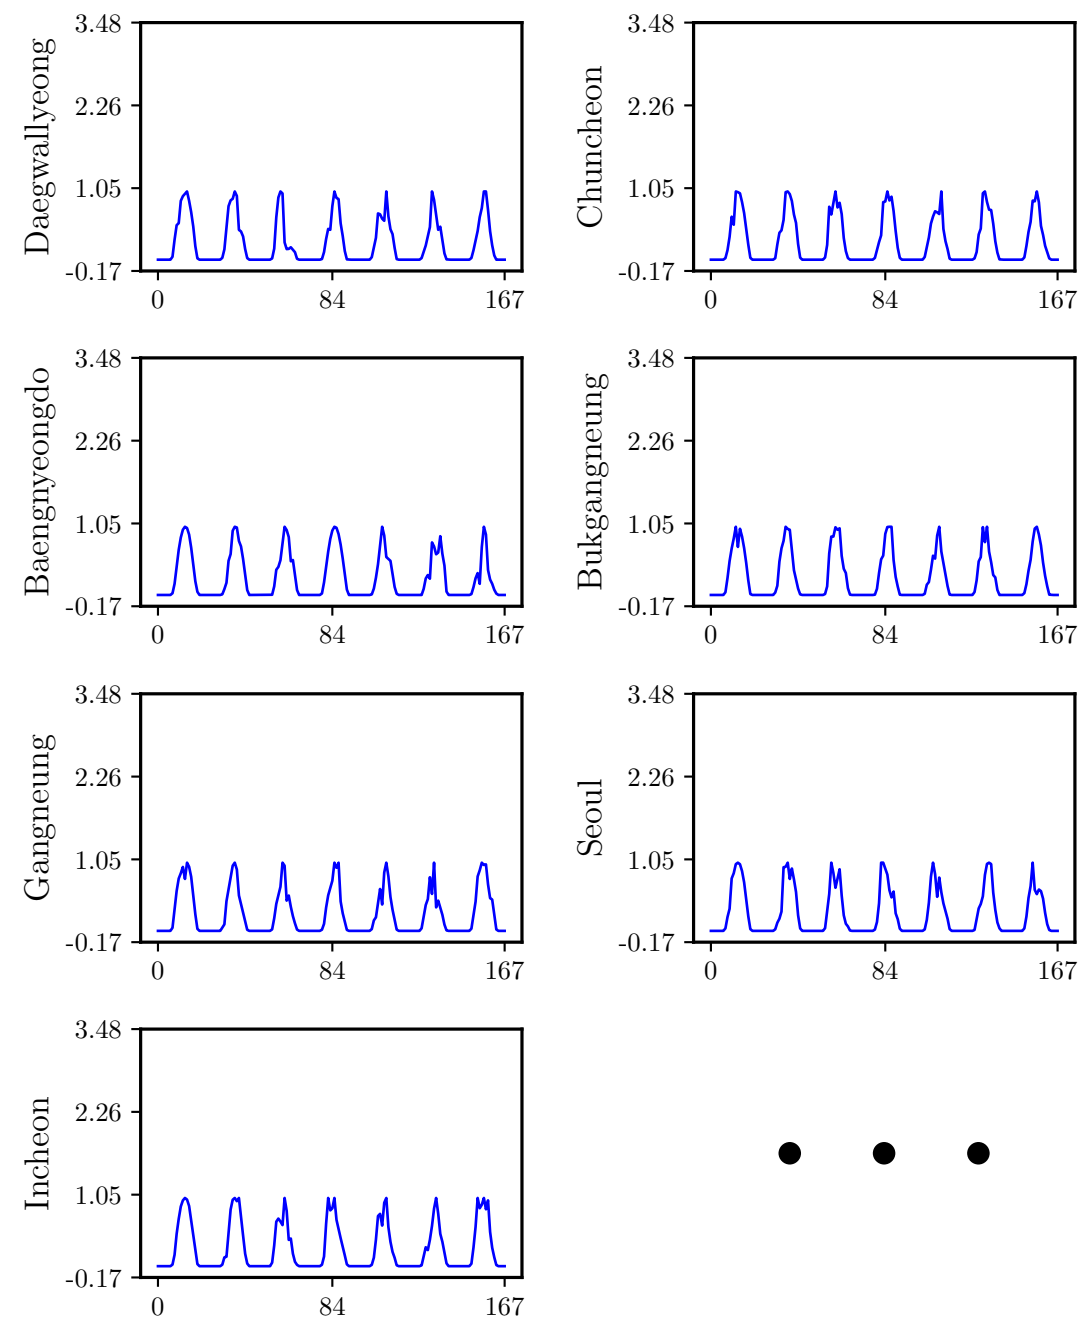 Daegwallyeong
3.48
2.26
1.05
-0.17
0 84 167
Chuncheon
3.48
2.26
1.05
-0.17
0 84 167
Baengnyeongdo
3.48
2.26
1.05
-0.17
0 84 167
Bukgangneung
3.48
2.26
1.05
-0.17
0 84 167
Gangneung
3.48
2.26
1.05
-0.17
0 84 167
Seoul
3.48
2.26
1.05
-0.17
0 84 167
Incheon
3.48
2.26
1.05
-0.17
0 84 167